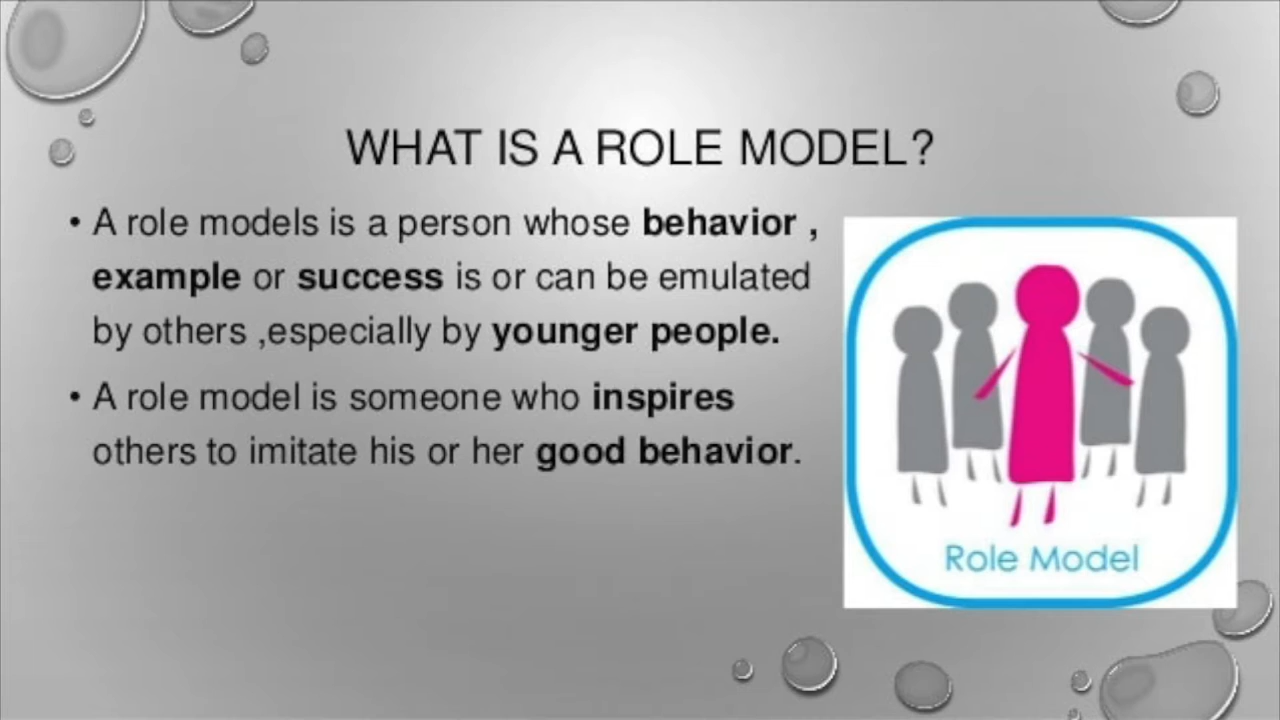 WHAT IS A ROLE MODEL?
• A role models is a person whose behavior ,
example or success is or can be emulated
by others ,especially by younger people.
• A role model is someone who inspires
others to imitate his or her good behavior.
Role Model